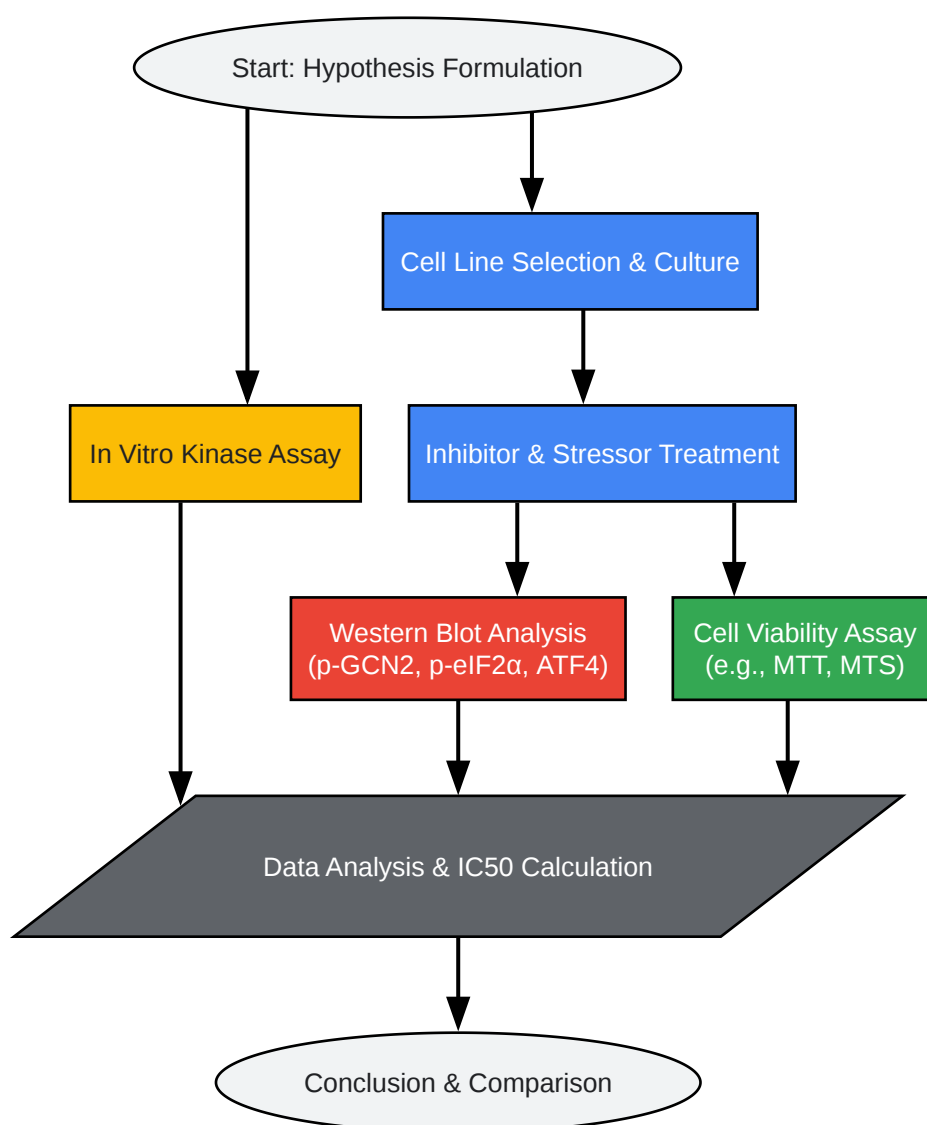 Start: Hypothesis Formulation
Cell Line Selection & Culture
In Vitro Kinase Assay
Inhibitor & Stressor Treatment
Western Blot Analysis
(p-GCN2, p-eIF2α, ATF4)
Cell Viability Assay
(e.g., MTT, MTS)
Data Analysis & IC50 Calculation
Conclusion & Comparison